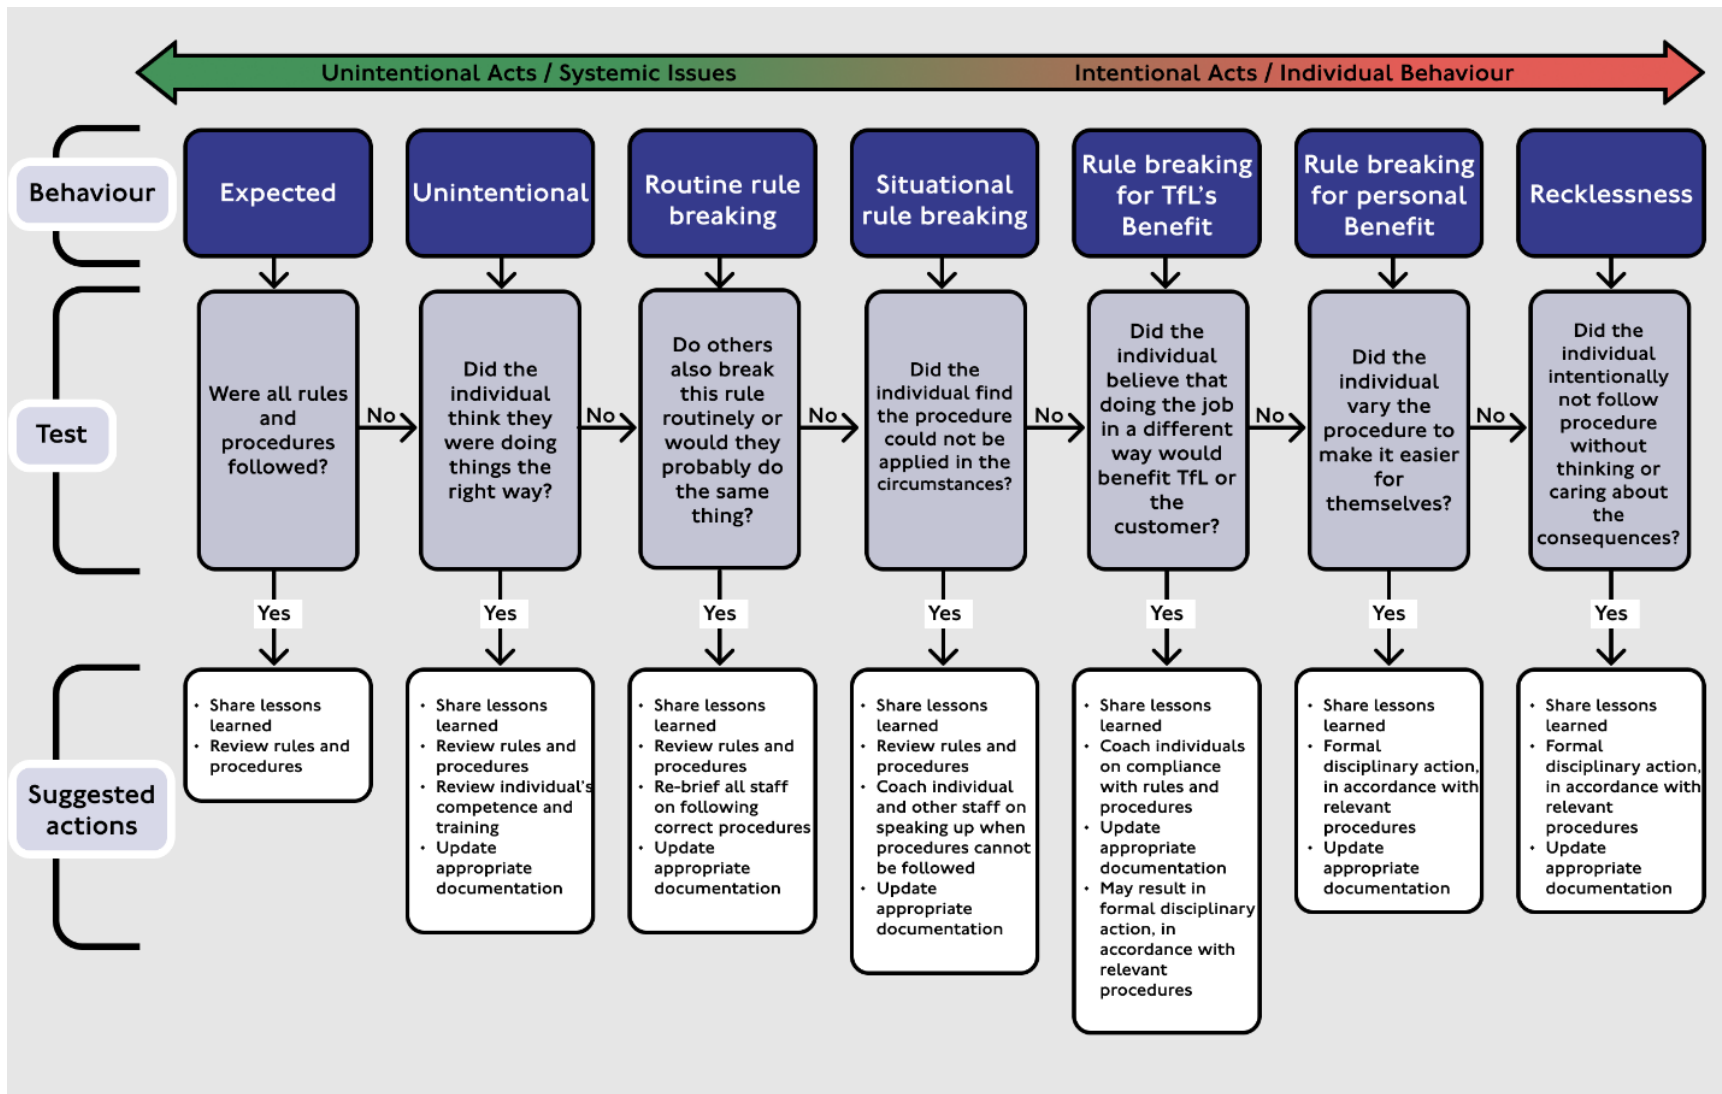 Unintentional Acts / Systemic Issues
Intentional Acts / Individual Behaviour
Behaviour
Expected
Unintentional
Routine rule
breaking
Situational
rule breaking
Rule breaking
for TfL's
Benefit
Rule breaking
for personal
Benefit
Recklessness
Test
Were all rules
and
procedures
followed?
No
Did the
individual
think they
were doing
things the
right way?
No
Do others
also break
this rule
routinely or
would they
probably do
the same
thing?
No
Did the
individual find
the procedure
could not be
applied in the
circumstances?
No
Did the
individual
believe that
doing the job
in a different
way would
benefit TfL or
the
customer?
No
Did the
individual
vary the
procedure to
make it easier
for
themselves?
No
Did the
individual
intentionally
not follow
procedure
without
thinking or
caring about
the
consequences?
Yes
Yes
Yes
Yes
Yes
Yes
Yes
Suggested
actions
• Share lessons
learned
• Review rules and
procedures
• Share lessons
learned
• Review rules and
procedures
• Review individual's
competence and
training
• Update
appropriate
documentation
• Share lessons
learned
• Review rules and
procedures
• Re-brief all staff
on following
correct procedures
• Update
appropriate
documentation
• Share lessons
learned
• Review rules and
procedures
• Coach individual
and other staff on
speaking up when
procedures cannot
be followed
• Update
appropriate
documentation
• Share lessons
learned
• Coach individuals
on compliance
with rules and
procedures
• Update
appropriate
documentation
• May result in
formal disciplinary
action, in
accordance with
relevant
procedures
• Share lessons
learned
• Formal
disciplinary action,
in accordance with
relevant
procedures
• Update
appropriate
documentation
• Share lessons
learned
• Formal
disciplinary action,
in accordance with
relevant
procedures
• Update
appropriate
documentation